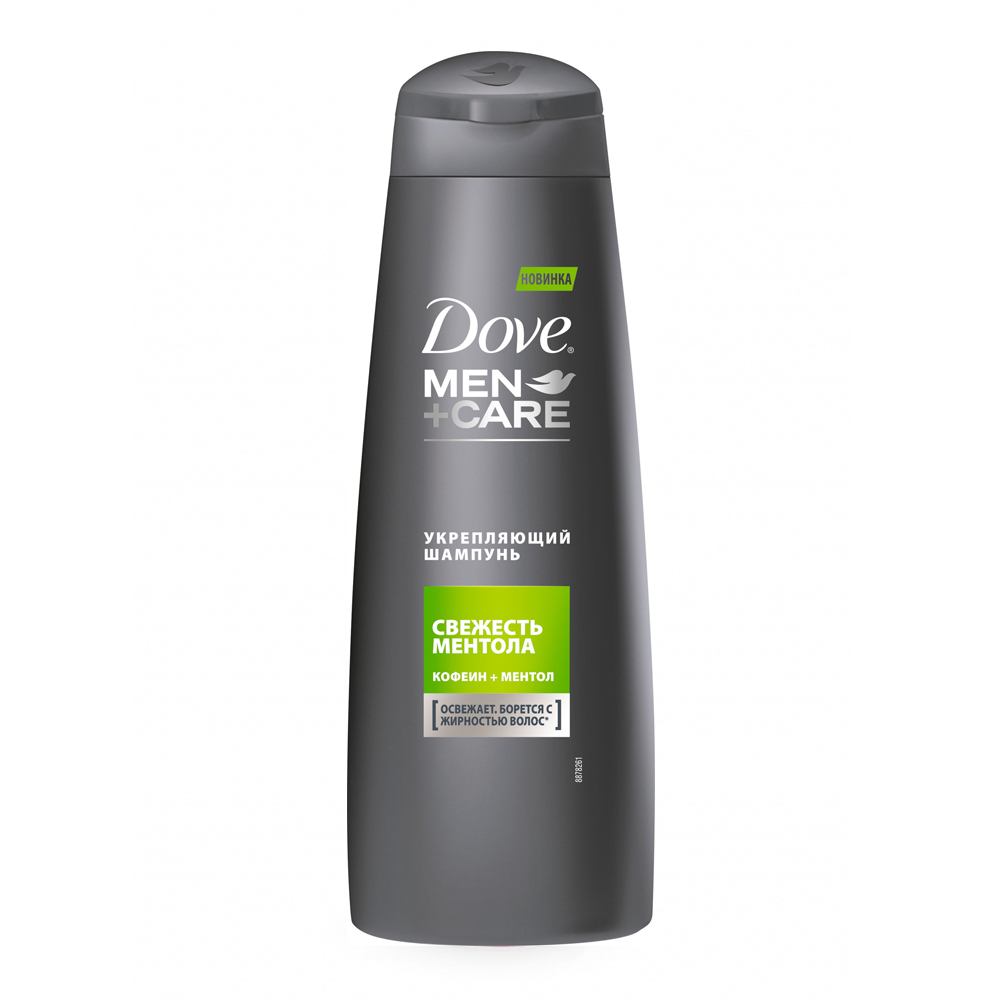 НОВИНКА
Dove®
MEN
+CARE
УКРЕПЛЯЮЩИЙ
ШАМПУНЬ
СВЕЖЕСТЬ
МЕНТОЛА
КОФЕИН + МЕНТОЛ
[ОСВЕЖАЕТ. БОРЕТСЯ С
ЖИРНОСТЬЮ ВОЛОС*]
8878261